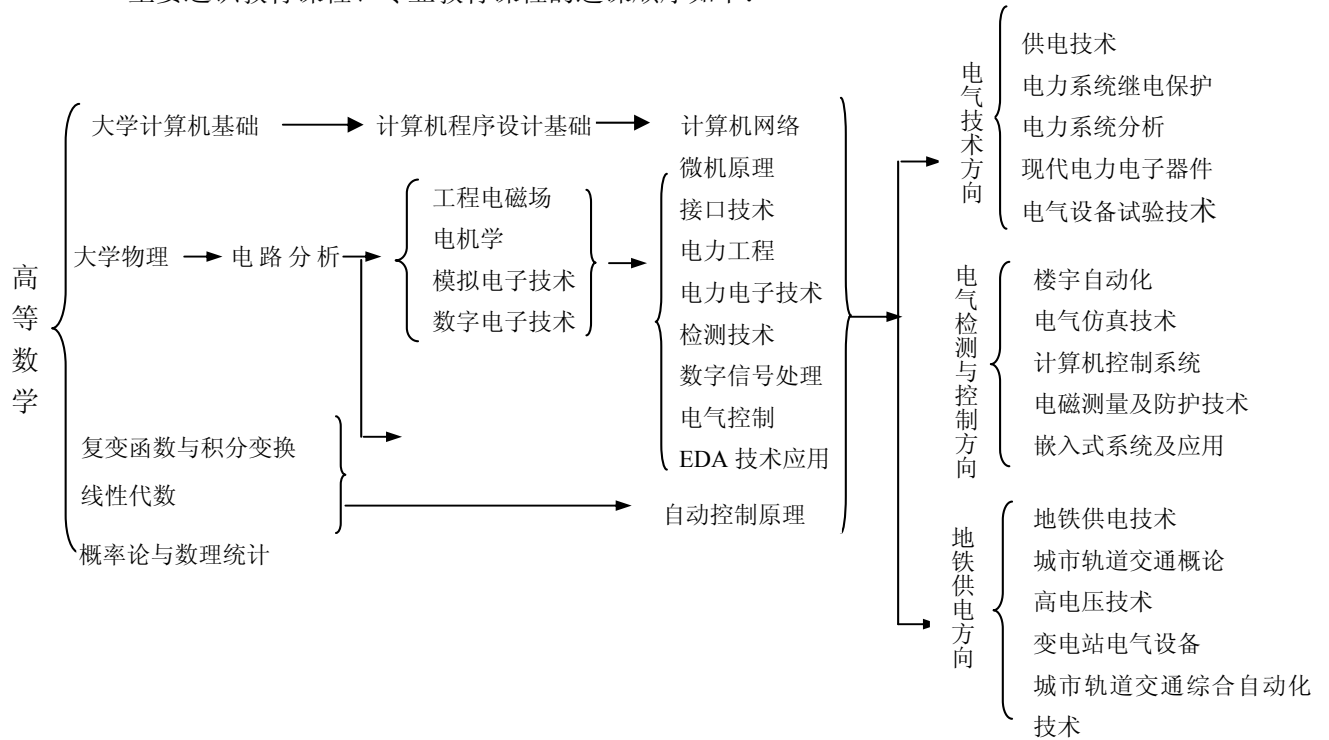 主要通识教育课程、专业教育课程的选课顺序如下:
高等数学
大学计算机基础
计算机程序设计基础
计算机网络
大学物理
电路分析
工程电磁场
电机学
模拟电子技术
数字电子技术
微机原理
接口技术
电力工程
电力电子技术
检测技术
数字信号处理
电气控制
EDA 技术应用
复变函数与积分变换
线性代数
概率论与数理统计
自动控制原理
电气技术方向
供电技术
电力系统继电保护
电力系统分析
现代电力电子器件
电气设备试验技术
电气检测与控制方向
楼宇自动化
电气仿真技术
计算机控制系统
电磁测量及防护技术
嵌入式系统及应用
地铁供电方向
地铁供电技术
城市轨道交通概论
高电压技术
变电站电气设备
城市轨道交通综合自动化
技术